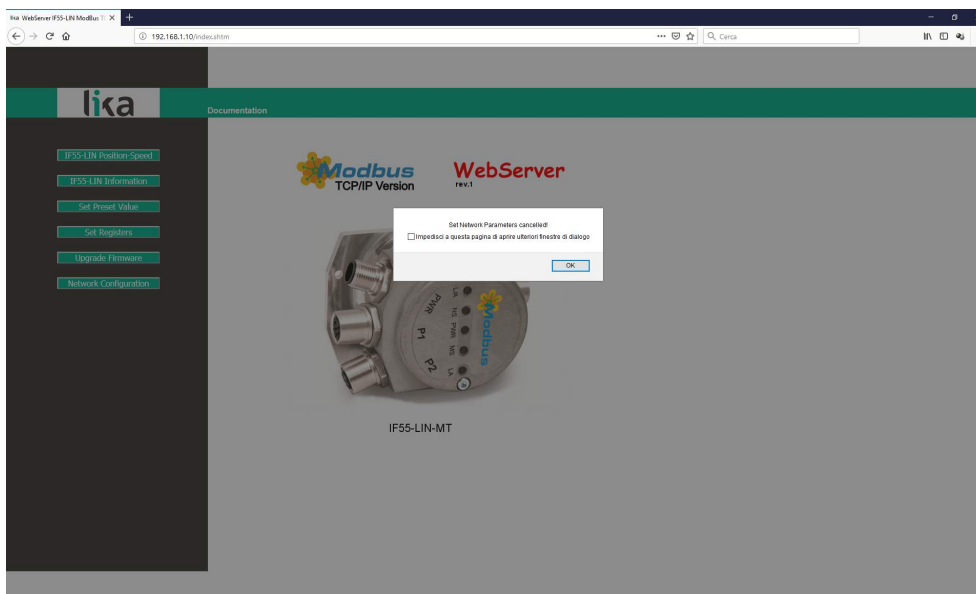 lika WebServer IF55-LIN ModBus T
192.168.1.10/index.shtm
Cerca
lika
Documentation
IF55-LIN Position-Speed
IF55-LIN Information
Set Preset Value
Set Registers
Upgrade Firmware
Network Configuration
Modbus
TCP/IP Version
WebServer
rev.1
Set Network Parameters cancelled!
Impedisci a questa pagina di aprire ulteriori finestre di dialogo
OK
PWR
P1
P2
L/A
NS
PWR
MS
L/A
Modbus
IF55-LIN-MT